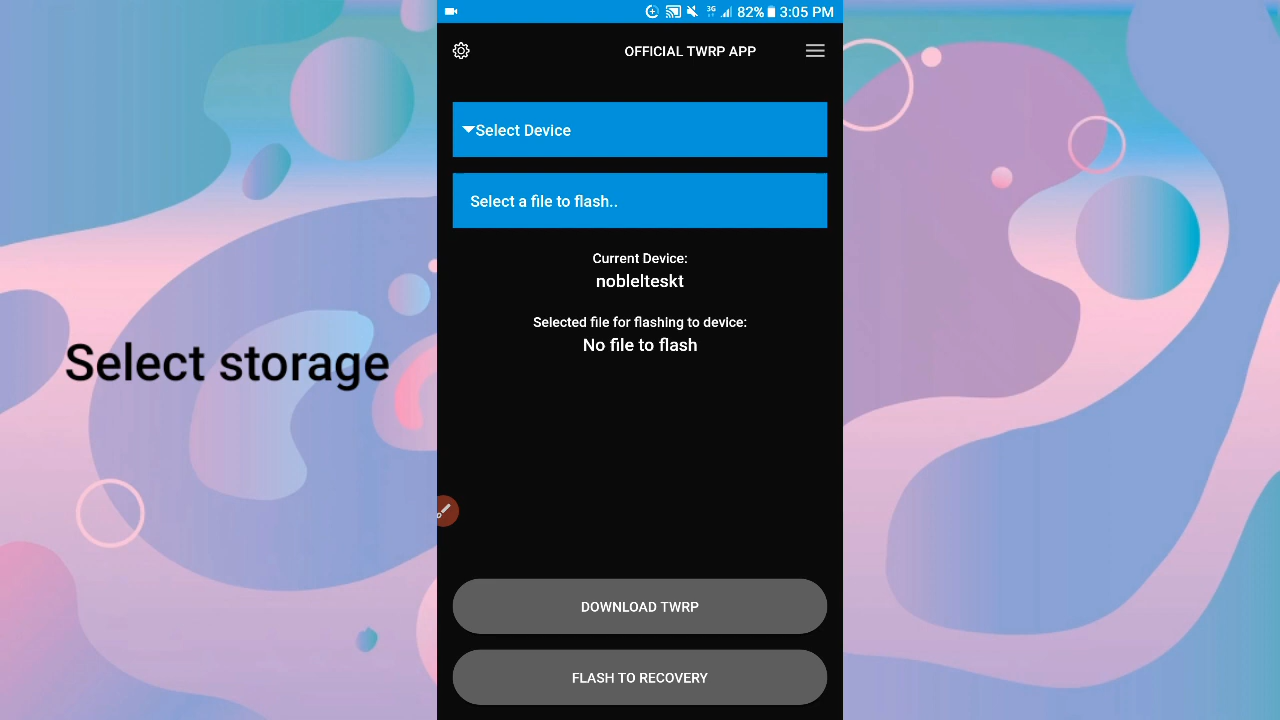 3G 82% 3:05 PM
OFFICIAL TWRP APP
Select Device
Select a file to flash..
Current Device:
noblelteskt
Selected file for flashing to device:
No file to flash
Select storage
DOWNLOAD TWRP
FLASH TO RECOVERY